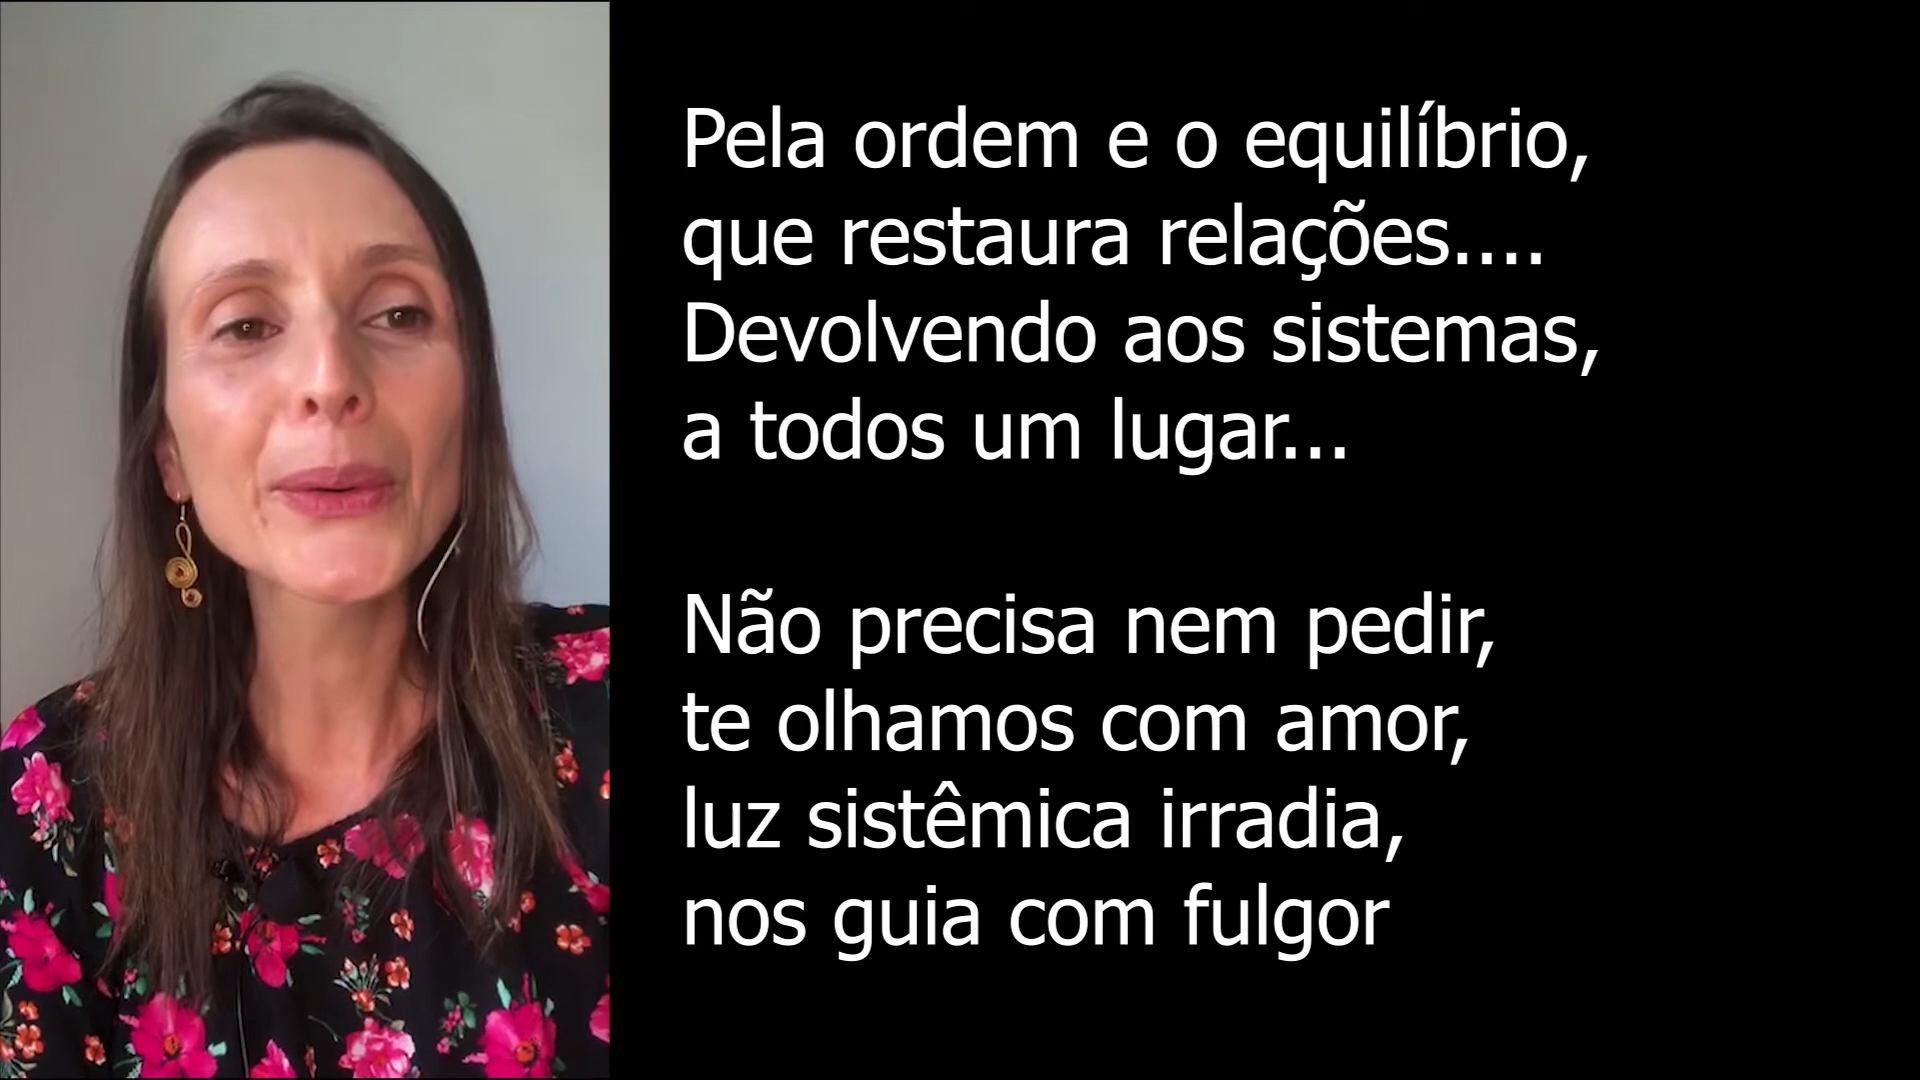 Pela ordem e o equilíbrio,
que restaura relações....
Devolvendo aos sistemas,
a todos um lugar...
Não precisa nem pedir,
te olhamos com amor,
luz sistêmica irradia,
nos guia com fulgor